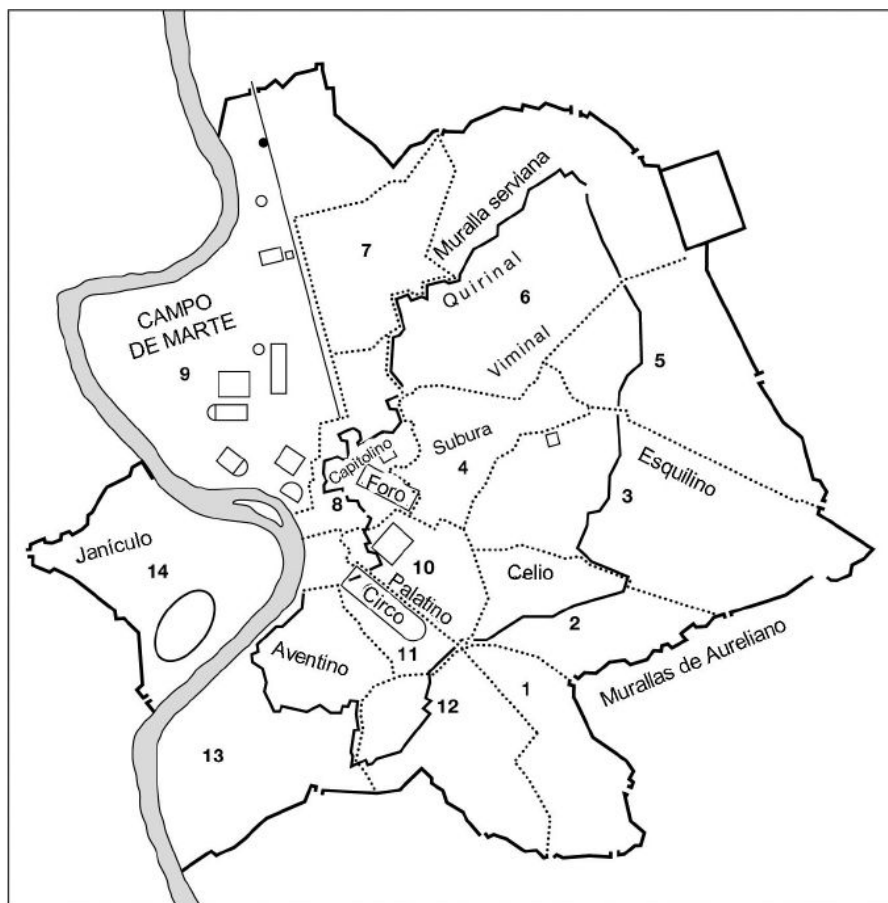 Muralla serviana
7
Quirinal
6
CAMPO
DE MARTE
Viminal
5
9
Subura
Capitolino
4
Esquilino
Foro
3
8
Janículo
10
Celio
14
Palatino
Circo
2
11
Aventino
1
Murallas de Aureliano
12
13